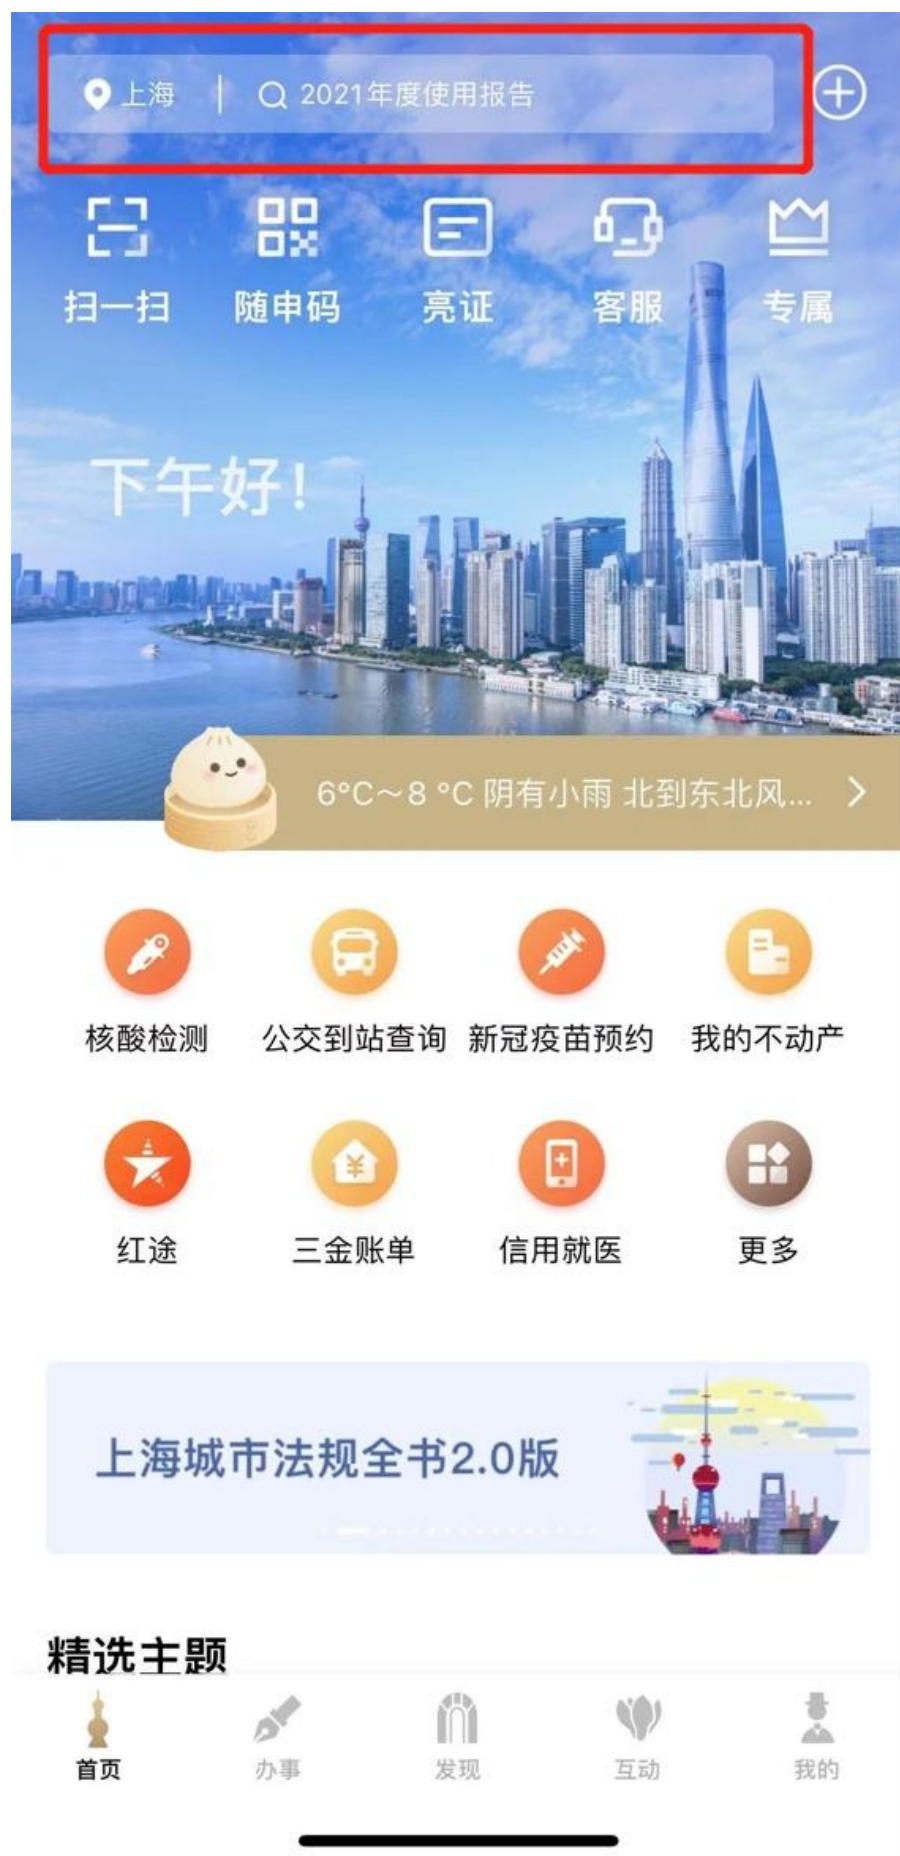 上海 | 2021年度使用报告
扫一扫 随申码 亮证 客服 专属
下午好!
6°C～8 °C 阴有小雨 北到东北风...
核酸检测 公交到站查询 新冠疫苗预约 我的不动产
红途 三金账单 信用就医 更多
上海城市法规全书2.0版
精选主题
首页 办事 发现 互动 我的